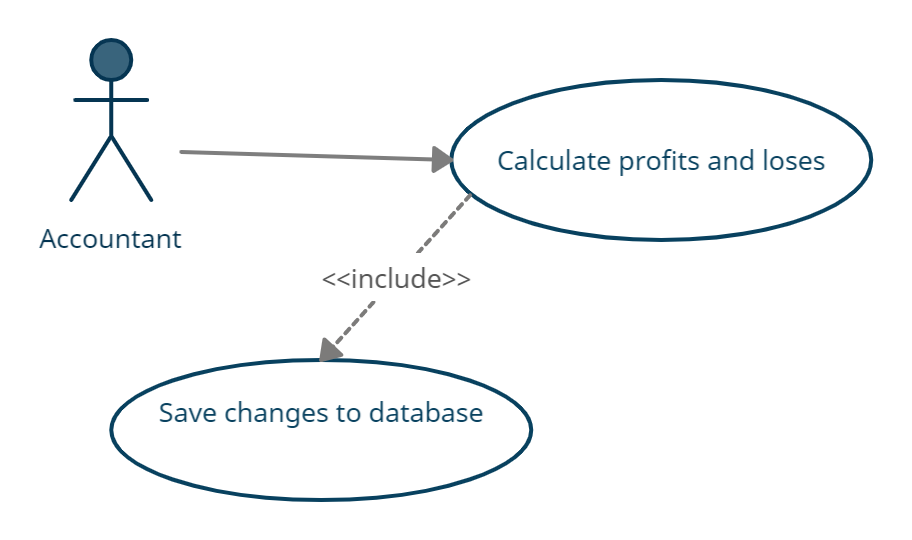 Calculate profits and loses
Accountant
<<include>>
Save changes to database